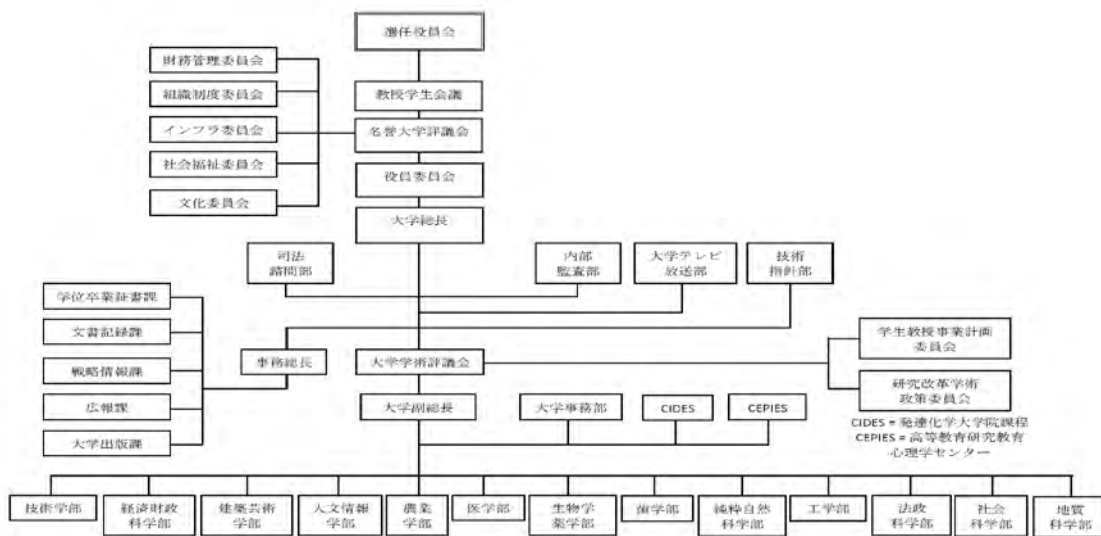 選任役員会
財務管理委員会
組織制度委員会
インフラ委員会
社会福祉委員会
文化委員会
教授学生会議
名誉大学評議会
役員委員会
大学総長
司法
諮問部
内部
監査部
大学テレビ
放送部
技術
指針部
学位卒業証書課
文書記録課
戦略情報課
広報課
大学出版課
事務総長
大学学術評議会
学生教授事業計画
委員会
研究改革学術
政策委員会
大学副総長
大学事務部
CIDES
CEPIES
CIDES = 発達化学大学院課程
CEPIES = 高等教育研究教育
心理学センター
技術学部
経済財政
科学部
建築芸術
学部
人文情報
学部
農業
学部
医学部
生物学
薬学部
歯学部
純粋自然
科学部
工学部
法政
科学部
社会
科学部
地質
科学部